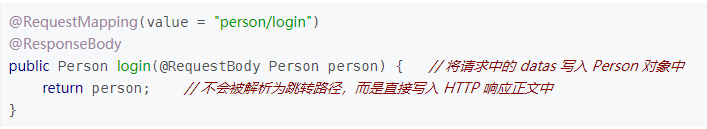 @RequestMapping(value = "person/login")
@ResponseBody
public Person login(@RequestBody Person person) {   // 将请求中的 datas 写入 Person 对象中
    return person;    // 不会被解析为跳转路径，而是直接写入 HTTP 响应正文中
}